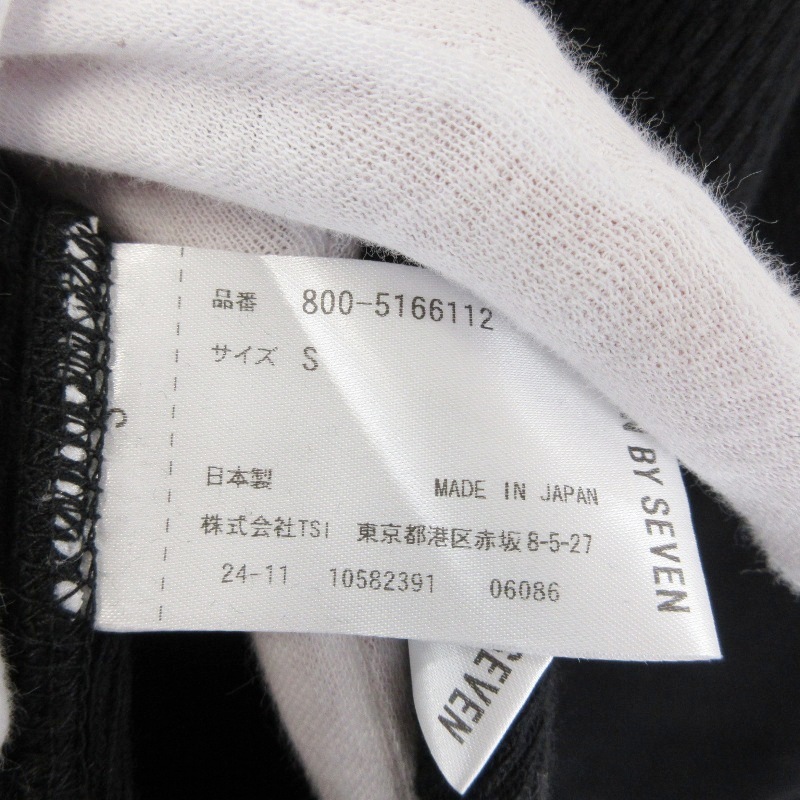 品番 800-5166112
サイズ S
日本製 MADE IN JAPAN
株式会社TSI 東京都港区赤坂8-5-27
24-11 10582391 06086
BY SEVEN
SEVEN
S